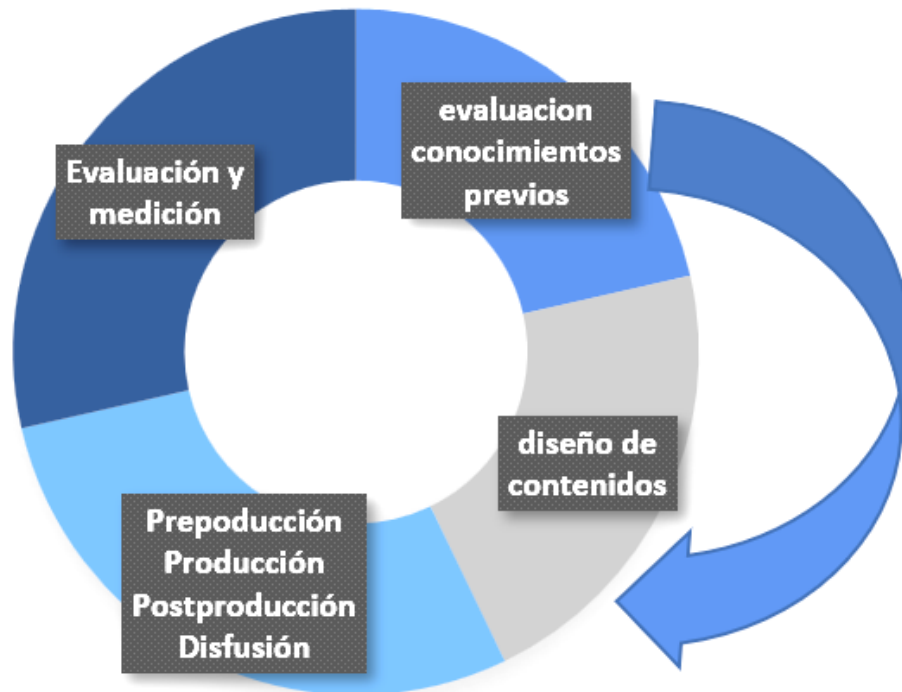 evaluacion
conocimientos
previos
Evaluación y
medición
diseño de
contenidos
Prepoducción
Producción
Postproducción
Disfusión